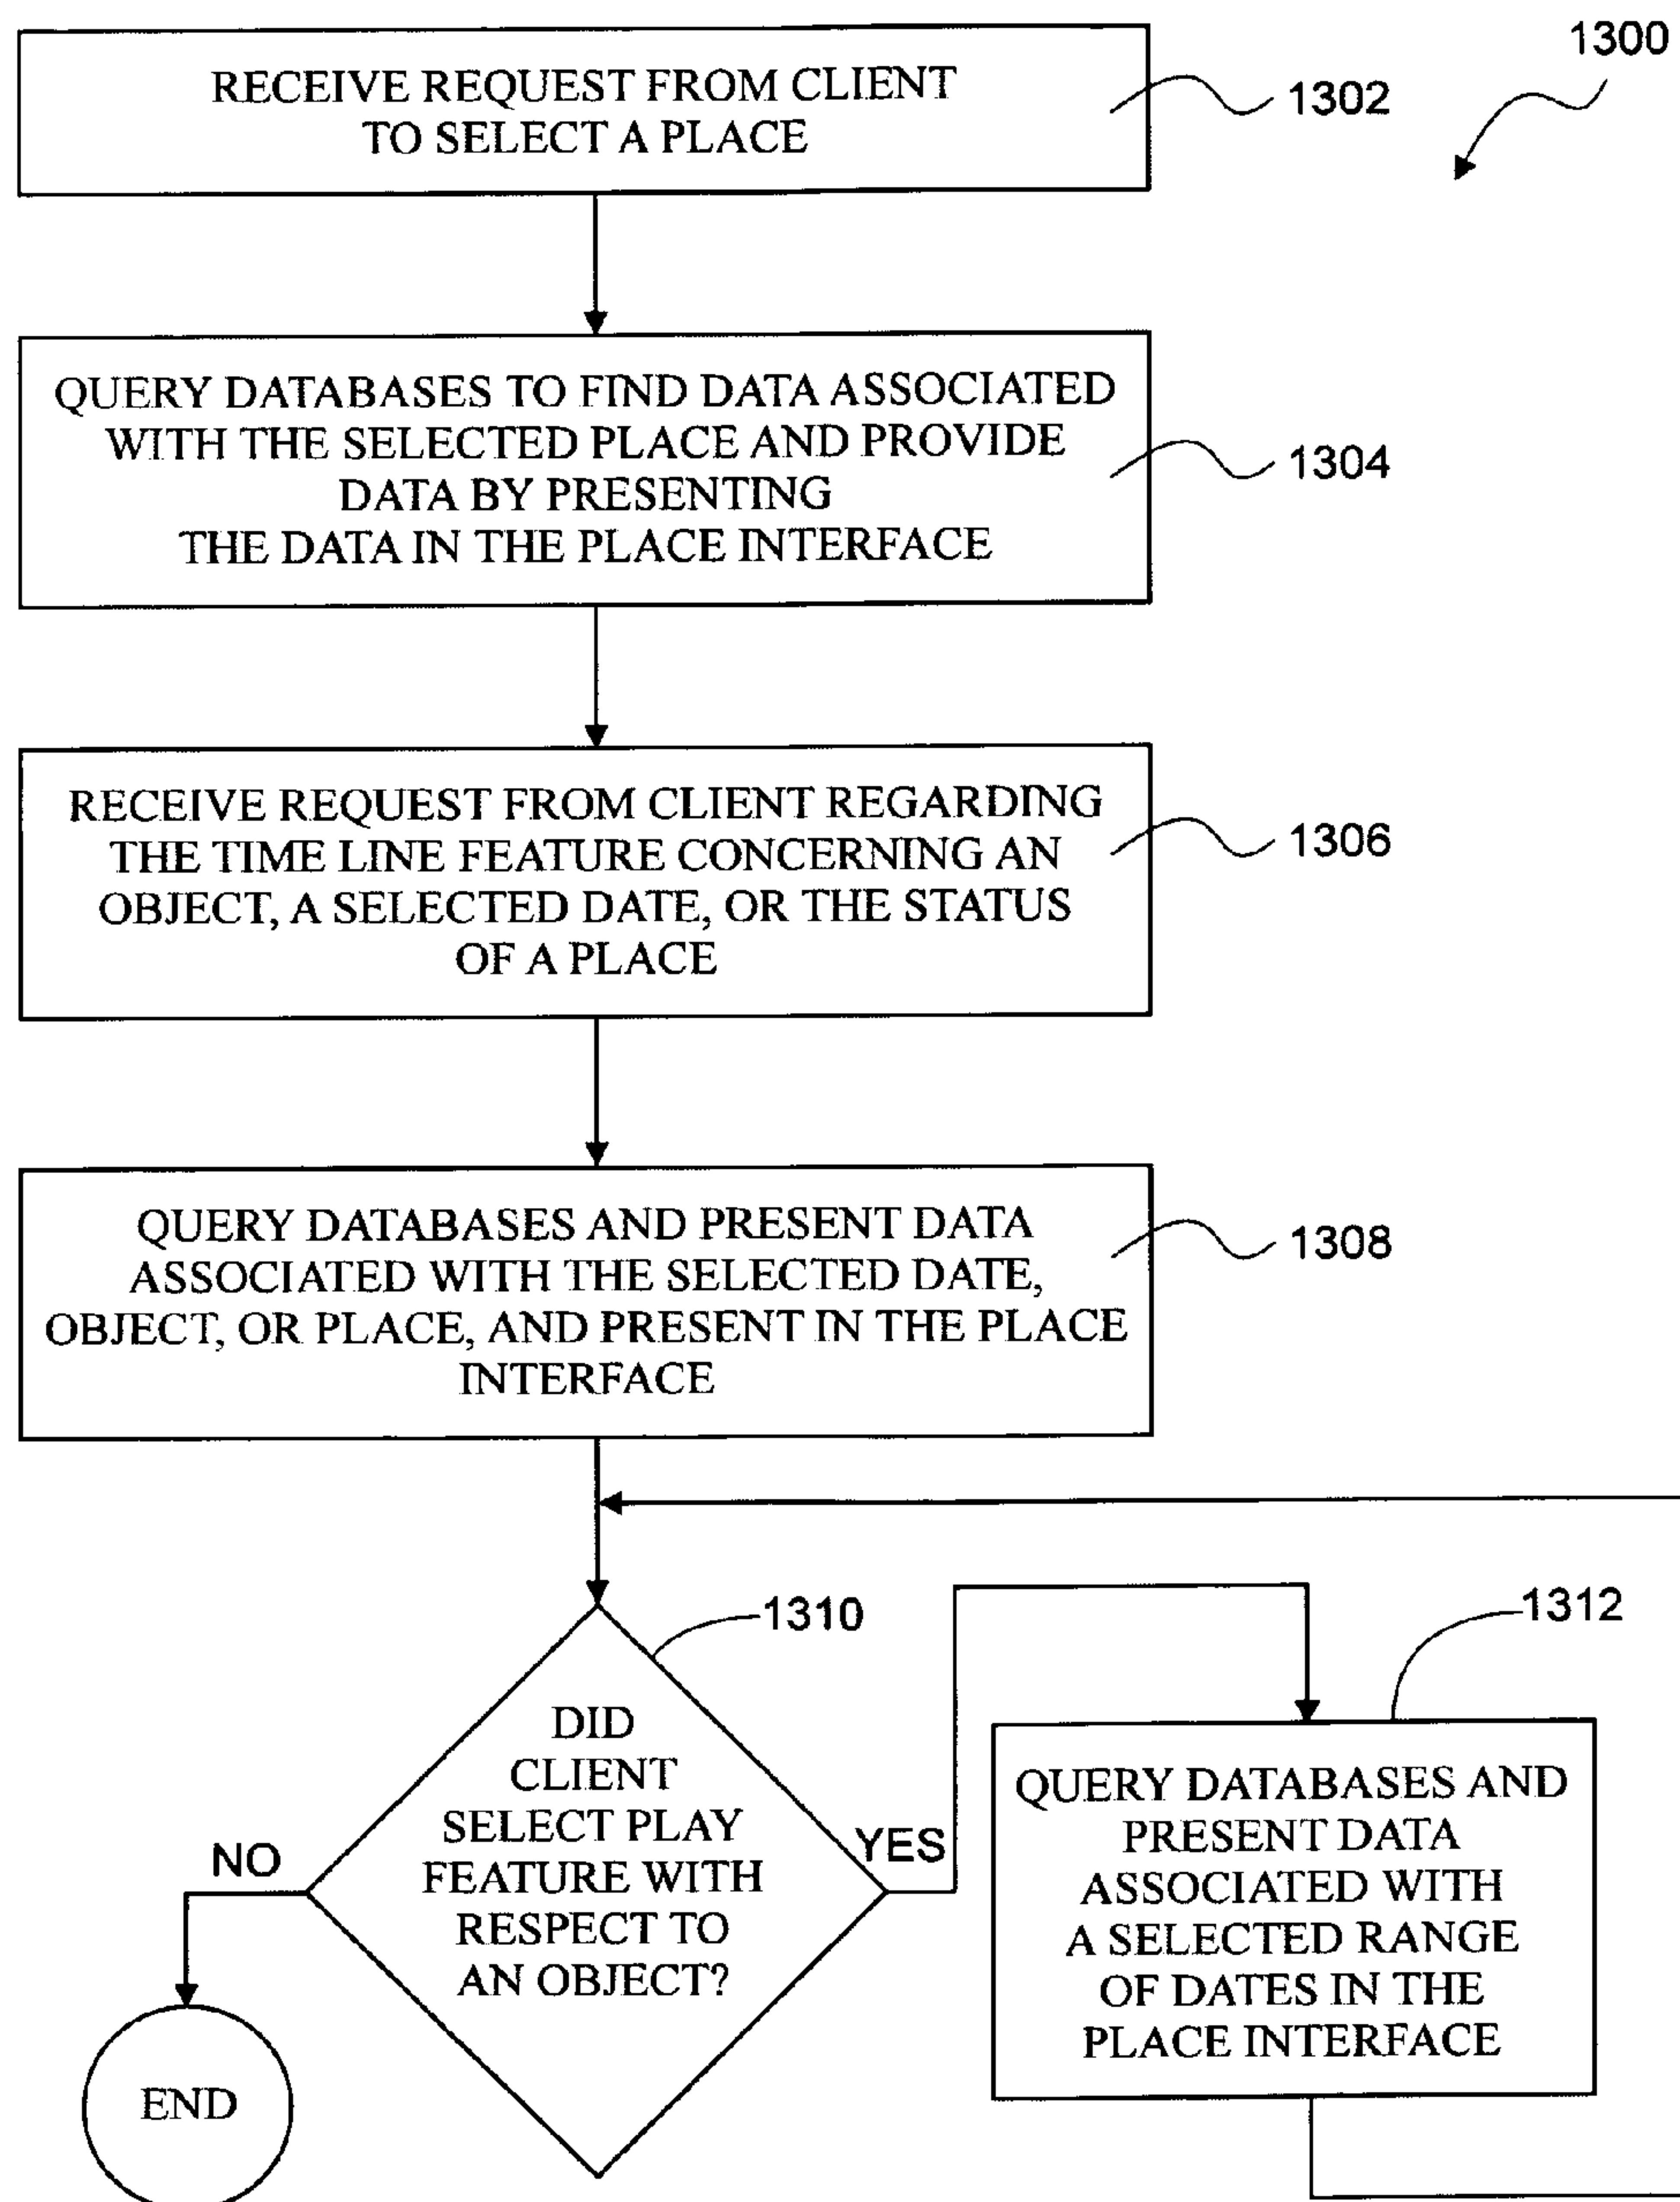 1300
RECEIVE REQUEST FROM CLIENT
TO SELECT A PLACE
1302
QUERY DATABASES TO FIND DATA ASSOCIATED
WITH THE SELECTED PLACE AND PROVIDE
DATA BY PRESENTING
THE DATA IN THE PLACE INTERFACE
1304
RECEIVE REQUEST FROM CLIENT REGARDING
THE TIME LINE FEATURE CONCERNING AN
OBJECT, A SELECTED DATE, OR THE STATUS
OF A PLACE
1306
QUERY DATABASES AND PRESENT DATA
ASSOCIATED WITH THE SELECTED DATE,
OBJECT, OR PLACE, AND PRESENT IN THE PLACE
INTERFACE
1308
1310
DID
CLIENT
SELECT PLAY
FEATURE WITH
RESPECT TO
AN OBJECT?
NO
YES
END
1312
QUERY DATABASES AND
PRESENT DATA
ASSOCIATED WITH
A SELECTED RANGE
OF DATES IN THE
PLACE INTERFACE